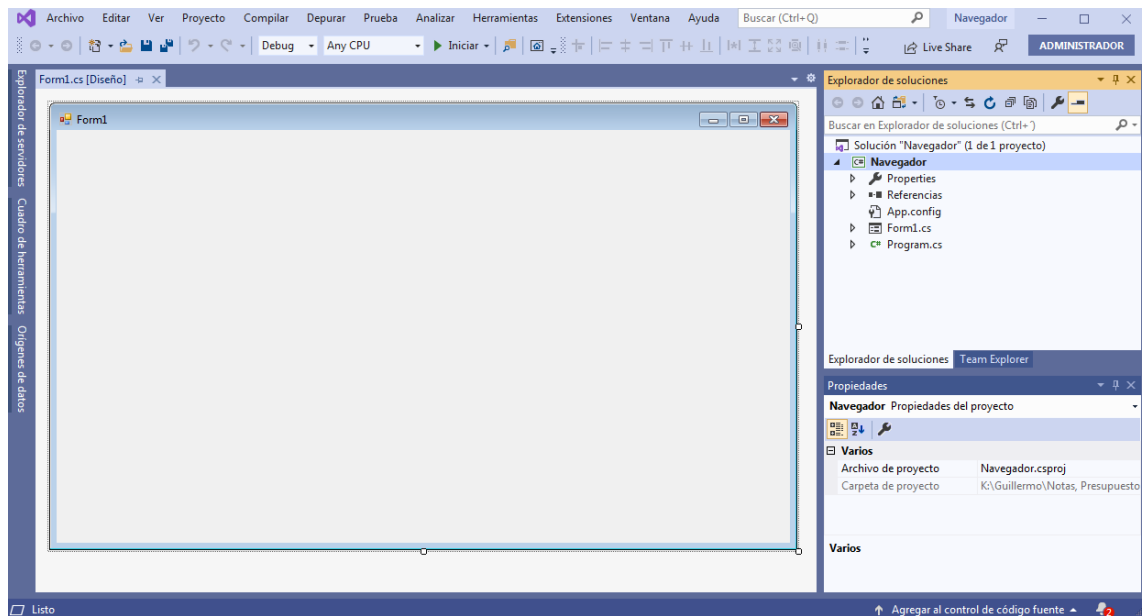 Archivo Editar Ver Proyecto Compilar Depurar Prueba Analizar Herramientas Extensiones Ventana Ayuda Buscar (Ctrl+Q) Navegador
Debug Any CPU Iniciar Live Share ADMINISTRADOR
Explorador de servidores
Cuadro de herramientas
Orígenes de datos
Form1.cs [Diseño]
Form1
Explorador de soluciones
Buscar en Explorador de soluciones (Ctrl+´)
Solución "Navegador" (1 de 1 proyecto)
C# Navegador
Properties
Referencias
App.config
Form1.cs
C# Program.cs
Explorador de soluciones Team Explorer
Propiedades
Navegador Propiedades del proyecto
Varios
Archivo de proyecto Navegador.csproj
Carpeta de proyecto K:\Guillermo\Notas, Presupuesto
Varios
Listo Agregar al control de código fuente 2